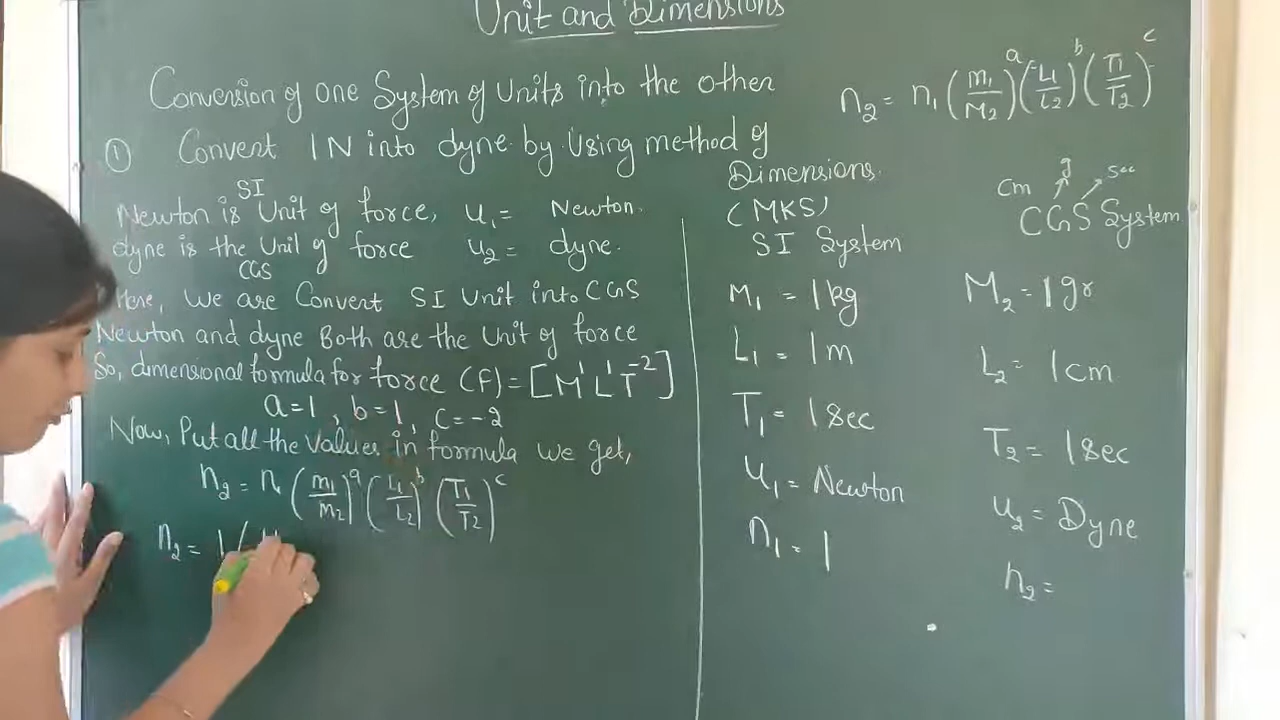 Unit and Dimensions
Conversion of one System of Units into the other
n₂ = n₁ (m₁/M₂)ᵃ (L₁/L₂)ᵇ (T₁/T₂)ᶜ
① Convert 1N into dyne by Using method of
Dimensions.
SI
Newton is Unit of force, u₁ = Newton.
dyne is the Unit of force u₂ = dyne.
CGS
Here, We are Convert SI Unit into CGS
Newton and dyne Both are the Unit of force
So, dimensional formula for force (F) = [M¹ L¹ T⁻²]
a=1, b=1, c=-2
Now, Put all the values in formula we get,
n₂ = n₁ (m₁/M₂)ᵃ (L₁/L₂)ᵇ (T₁/T₂)ᶜ
n₂ = 1 (
(MKS)
SI System
M₁ = 1kg
L₁ = 1m
T₁ = 1Sec
u₁ = Newton
n₁ = 1
cm g sec
CGS System
M₂ = 1gr
L₂ = 1cm
T₂ = 1Sec
u₂ = Dyne
n₂ =